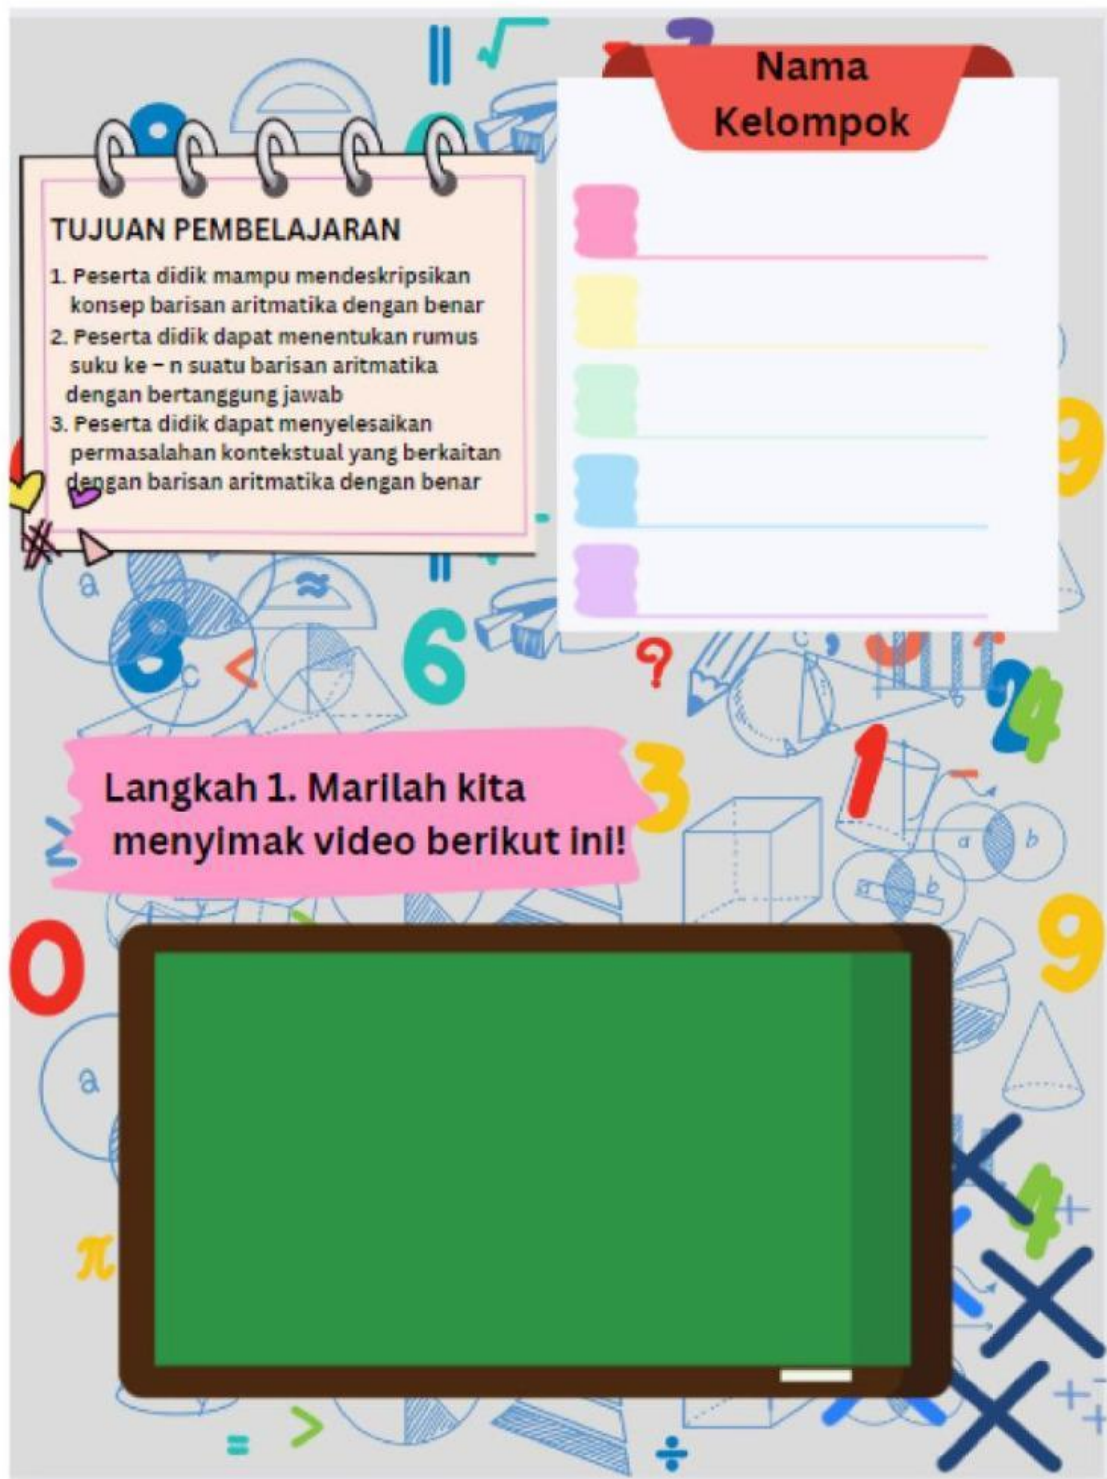 Nama
Kelompok
TUJUAN PEMBELAJARAN
1. Peserta didik mampu mendeskripsikan
konsep barisan aritmatika dengan benar
2. Peserta didik dapat menentukan rumus
suku ke – n suatu barisan aritmatika
dengan bertanggung jawab
3. Peserta didik dapat menyelesaikan
permasalahan kontekstual yang berkaitan
dengan barisan aritmatika dengan benar
Langkah 1. Marilah kita
menyimak video berikut ini!